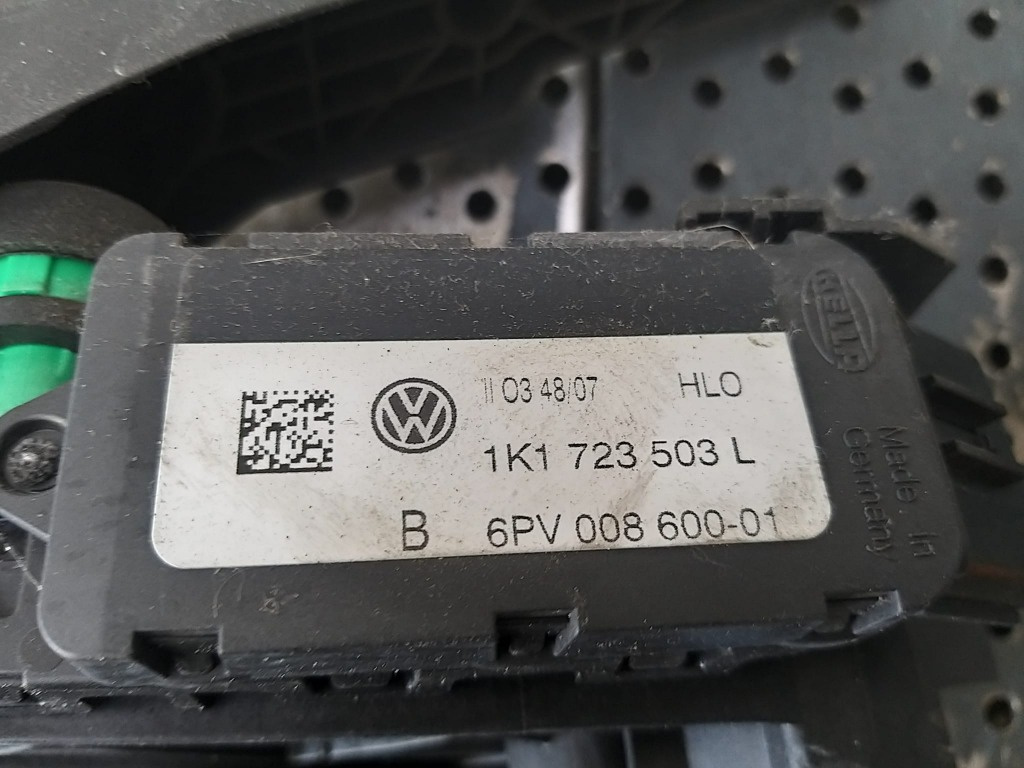 II 03 48/07 HLO
1K1 723 503 L
B 6PV 008 600-01
HELLA
Made in
Germany